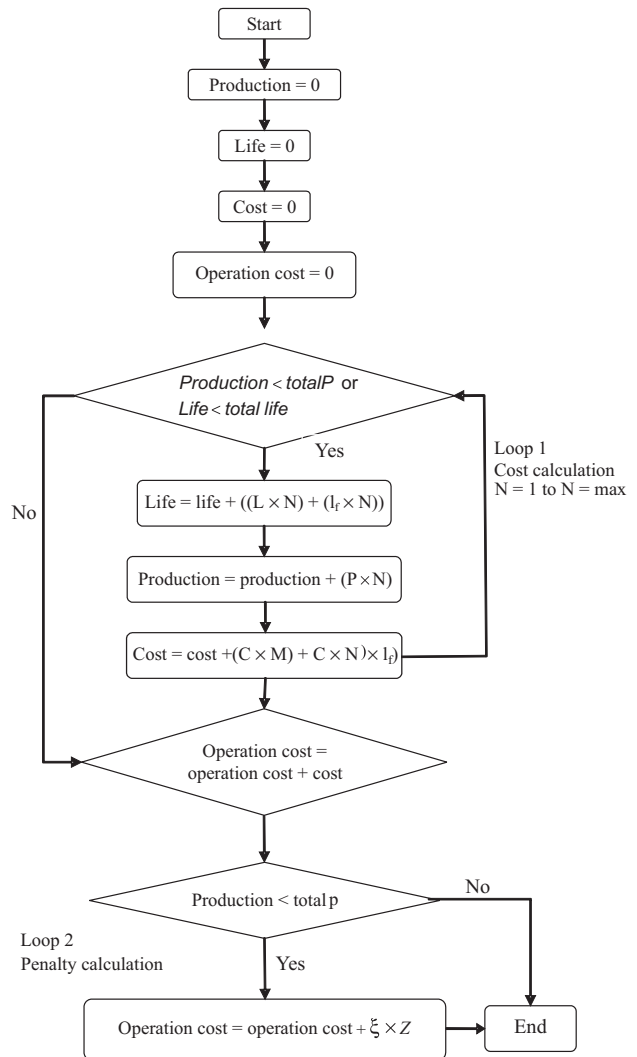 Start
Production = 0
Life = 0
Cost = 0
Operation cost = 0
Production < totalP or
Life < total life
Yes
Loop 1
Cost calculation
N = 1 to N = max
No
Life = life + ((L × N) + (lf × N))
Production = production + (P × N)
Cost = cost +(C × M) + C × N) × lf)
Operation cost =
operation cost + cost
Production < total p
No
Loop 2
Penalty calculation
Yes
Operation cost = operation cost + ξ × Z
End